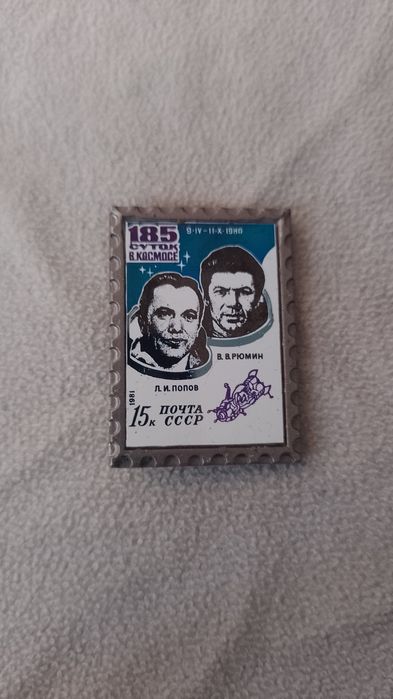 185
СУТОК
В КОСМОСЕ
9-IV-11-X-1980
В. В. РЮМИН
Л. И. ПОПОВ
1981
15к ПОЧТА
СССР